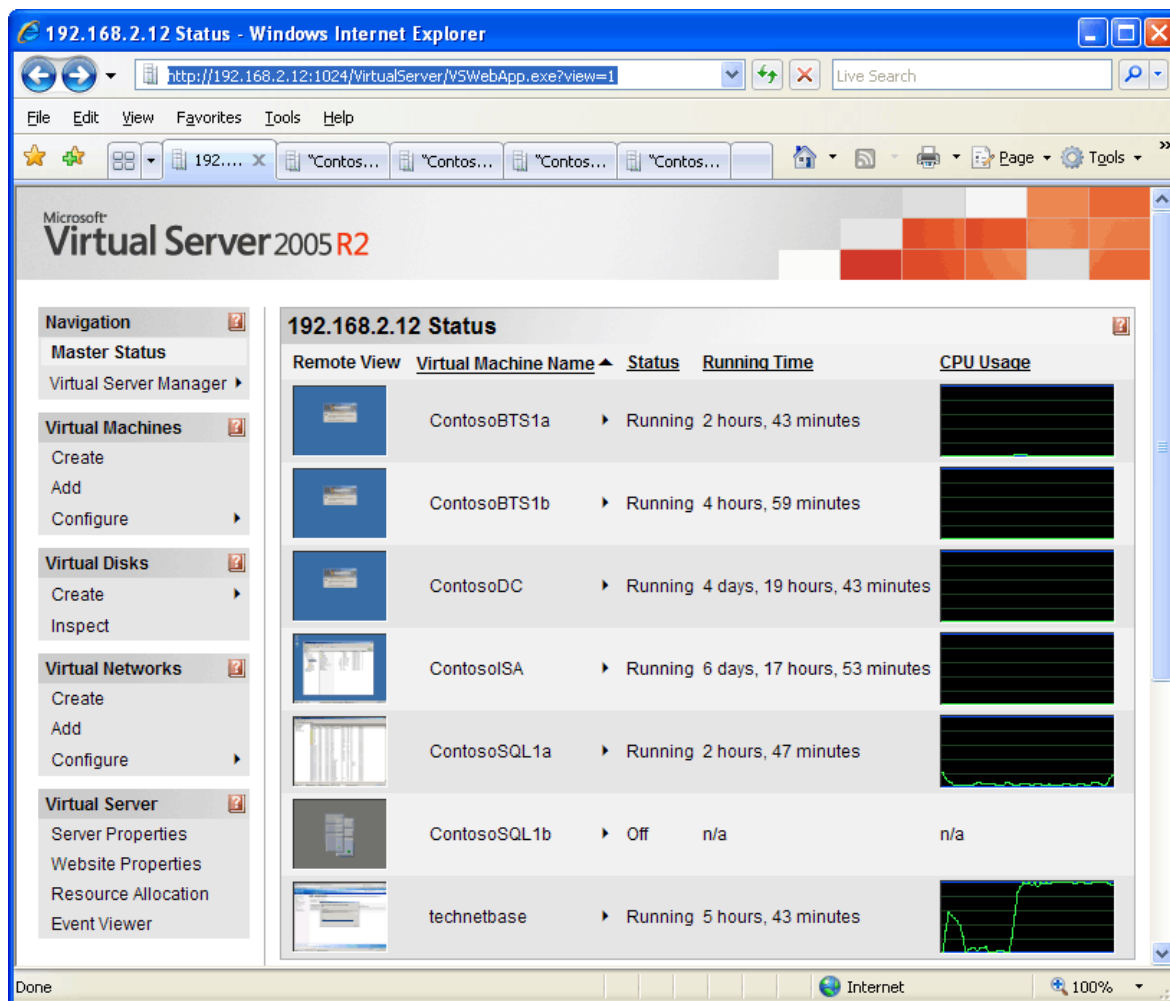 192.168.2.12 Status - Windows Internet Explorer
http://192.168.2.12:1024/VirtualServer/VSWebApp.exe?view=1
Live Search
File Edit View Favorites Tools Help
192.... "Contos... "Contos... "Contos... "Contos... Page Tools »
Microsoft
Virtual Server 2005 R2
Navigation
Master Status
Virtual Server Manager
Virtual Machines
Create
Add
Configure
Virtual Disks
Create
Inspect
Virtual Networks
Create
Add
Configure
Virtual Server
Server Properties
Website Properties
Resource Allocation
Event Viewer
192.168.2.12 Status
Remote View Virtual Machine Name Status Running Time CPU Usage
ContosoBTS1a Running 2 hours, 43 minutes
ContosoBTS1b Running 4 hours, 59 minutes
ContosoDC Running 4 days, 19 hours, 43 minutes
ContosoISA Running 6 days, 17 hours, 53 minutes
ContosoSQL1a Running 2 hours, 47 minutes
ContosoSQL1b Off n/a n/a
technetbase Running 5 hours, 43 minutes
Done Internet 100%